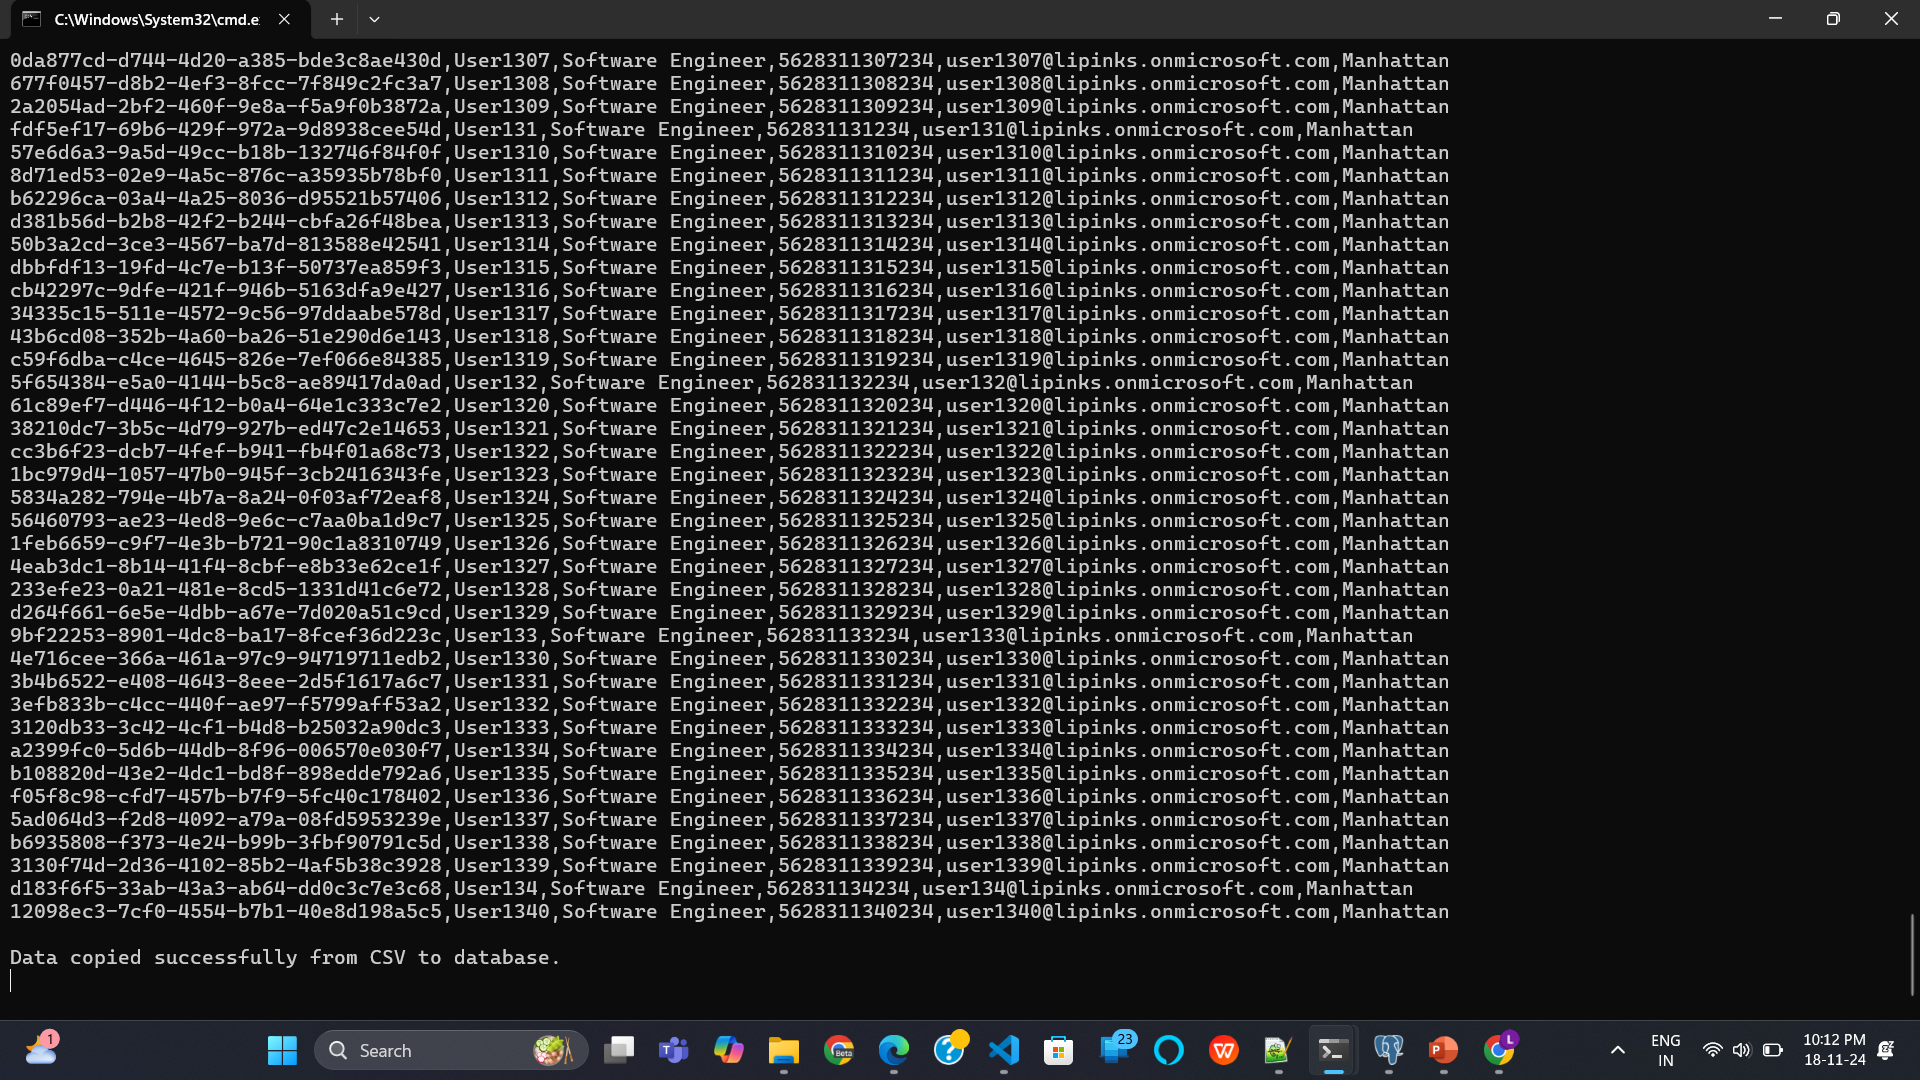 C:\Windows\System32\cmd.e
0da877cd-d744-4d20-a385-bde3c8ae430d,User1307,Software Engineer,5628311307234,user1307@lipinks.onmicrosoft.com,Manhattan
677f0457-d8b2-4ef3-8fcc-7f849c2fc3a7,User1308,Software Engineer,5628311308234,user1308@lipinks.onmicrosoft.com,Manhattan
2a2054ad-2bf2-460f-9e8a-f5a9f0b3872a,User1309,Software Engineer,5628311309234,user1309@lipinks.onmicrosoft.com,Manhattan
fdf5ef17-69b6-429f-972a-9d8938cee54d,User131,Software Engineer,562831131234,user131@lipinks.onmicrosoft.com,Manhattan
57e6d6a3-9a5d-49cc-b18b-132746f84f0f,User1310,Software Engineer,5628311310234,user1310@lipinks.onmicrosoft.com,Manhattan
8d71ed53-02e9-4a5c-876c-a35935b78bf0,User1311,Software Engineer,5628311311234,user1311@lipinks.onmicrosoft.com,Manhattan
b62296ca-03a4-4a25-8036-d95521b57406,User1312,Software Engineer,5628311312234,user1312@lipinks.onmicrosoft.com,Manhattan
d381b56d-b2b8-42f2-b244-cbfa26f48bea,User1313,Software Engineer,5628311313234,user1313@lipinks.onmicrosoft.com,Manhattan
50b3a2cd-3ce3-4567-ba7d-813588e42541,User1314,Software Engineer,5628311314234,user1314@lipinks.onmicrosoft.com,Manhattan
dbbfdf13-19fd-4c7e-b13f-50737ea859f3,User1315,Software Engineer,5628311315234,user1315@lipinks.onmicrosoft.com,Manhattan
cb42297c-9dfe-421f-946b-5163dfa9e427,User1316,Software Engineer,5628311316234,user1316@lipinks.onmicrosoft.com,Manhattan
34335c15-511e-4572-9c56-97ddaabe578d,User1317,Software Engineer,5628311317234,user1317@lipinks.onmicrosoft.com,Manhattan
43b6cd08-352b-4a60-ba26-51e290d6e143,User1318,Software Engineer,5628311318234,user1318@lipinks.onmicrosoft.com,Manhattan
c59f6dba-c4ce-4645-826e-7ef066e84385,User1319,Software Engineer,5628311319234,user1319@lipinks.onmicrosoft.com,Manhattan
5f654384-e5a0-4144-b5c8-ae89417da0ad,User132,Software Engineer,562831132234,user132@lipinks.onmicrosoft.com,Manhattan
61c89ef7-d446-4f12-b0a4-64e1c333c7e2,User1320,Software Engineer,5628311320234,user1320@lipinks.onmicrosoft.com,Manhattan
38210dc7-3b5c-4d79-927b-ed47c2e14653,User1321,Software Engineer,5628311321234,user1321@lipinks.onmicrosoft.com,Manhattan
cc3b6f23-dcb7-4fef-b941-fb4f01a68c73,User1322,Software Engineer,5628311322234,user1322@lipinks.onmicrosoft.com,Manhattan
1bc979d4-1057-47b0-945f-3cb2416343fe,User1323,Software Engineer,5628311323234,user1323@lipinks.onmicrosoft.com,Manhattan
5834a282-794e-4b7a-8a24-0f03af72eaf8,User1324,Software Engineer,5628311324234,user1324@lipinks.onmicrosoft.com,Manhattan
56460793-ae23-4ed8-9e6c-c7aa0ba1d9c7,User1325,Software Engineer,5628311325234,user1325@lipinks.onmicrosoft.com,Manhattan
1feb6659-c9f7-4e3b-b721-90c1a8310749,User1326,Software Engineer,5628311326234,user1326@lipinks.onmicrosoft.com,Manhattan
4eab3dc1-8b14-41f4-8cbf-e8b33e62ce1f,User1327,Software Engineer,5628311327234,user1327@lipinks.onmicrosoft.com,Manhattan
233efe23-0a21-481e-8cd5-1331d41c6e72,User1328,Software Engineer,5628311328234,user1328@lipinks.onmicrosoft.com,Manhattan
d264f661-6e5e-4dbb-a67e-7d020a51c9cd,User1329,Software Engineer,5628311329234,user1329@lipinks.onmicrosoft.com,Manhattan
9bf22253-8901-4dc8-ba17-8fcef36d223c,User133,Software Engineer,562831133234,user133@lipinks.onmicrosoft.com,Manhattan
4e716cee-366a-461a-97c9-94719711edb2,User1330,Software Engineer,5628311330234,user1330@lipinks.onmicrosoft.com,Manhattan
3b4b6522-e408-4643-8eee-2d5f1617a6c7,User1331,Software Engineer,5628311331234,user1331@lipinks.onmicrosoft.com,Manhattan
3efb833b-c4cc-440f-ae97-f5799aff53a2,User1332,Software Engineer,5628311332234,user1332@lipinks.onmicrosoft.com,Manhattan
3120db33-3c42-4cf1-b4d8-b25032a90dc3,User1333,Software Engineer,5628311333234,user1333@lipinks.onmicrosoft.com,Manhattan
a2399fc0-5d6b-44db-8f96-006570e030f7,User1334,Software Engineer,5628311334234,user1334@lipinks.onmicrosoft.com,Manhattan
b108820d-43e2-4dc1-bd8f-898edde792a6,User1335,Software Engineer,5628311335234,user1335@lipinks.onmicrosoft.com,Manhattan
f05f8c98-cfd7-457b-b7f9-5fc40c178402,User1336,Software Engineer,5628311336234,user1336@lipinks.onmicrosoft.com,Manhattan
5ad064d3-f2d8-4092-a79a-08fd5953239e,User1337,Software Engineer,5628311337234,user1337@lipinks.onmicrosoft.com,Manhattan
b6935808-f373-4e24-b99b-3fbf90791c5d,User1338,Software Engineer,5628311338234,user1338@lipinks.onmicrosoft.com,Manhattan
3130f74d-2d36-4102-85b2-4af5b38c3928,User1339,Software Engineer,5628311339234,user1339@lipinks.onmicrosoft.com,Manhattan
d183f6f5-33ab-43a3-ab64-dd0c3c7e3c68,User134,Software Engineer,562831134234,user134@lipinks.onmicrosoft.com,Manhattan
12098ec3-7cf0-4554-b7b1-40e8d198a5c5,User1340,Software Engineer,5628311340234,user1340@lipinks.onmicrosoft.com,Manhattan
Data copied successfully from CSV to database.
1
Search
Beta
23
L
ENG
IN
10:12 PM
18-11-24